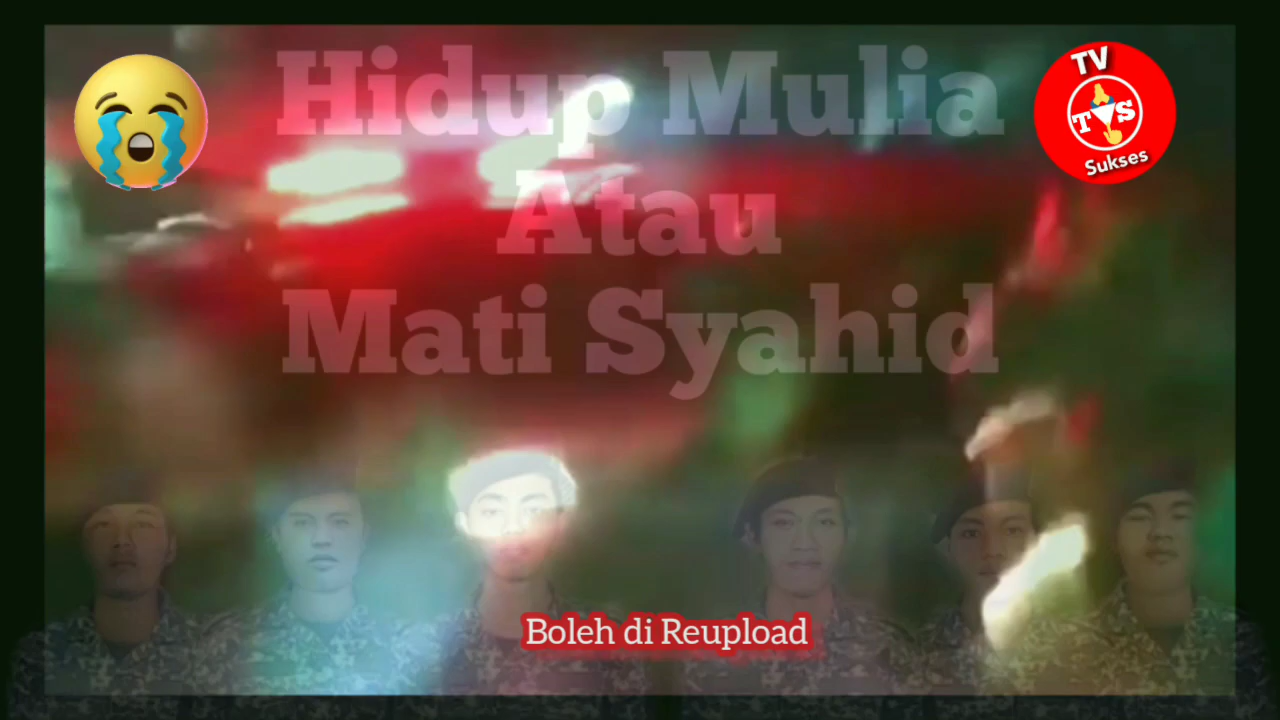 Hidup Mulia
Atau
Mati Syahid
TV
TVS
Sukses
Boleh di Reupload